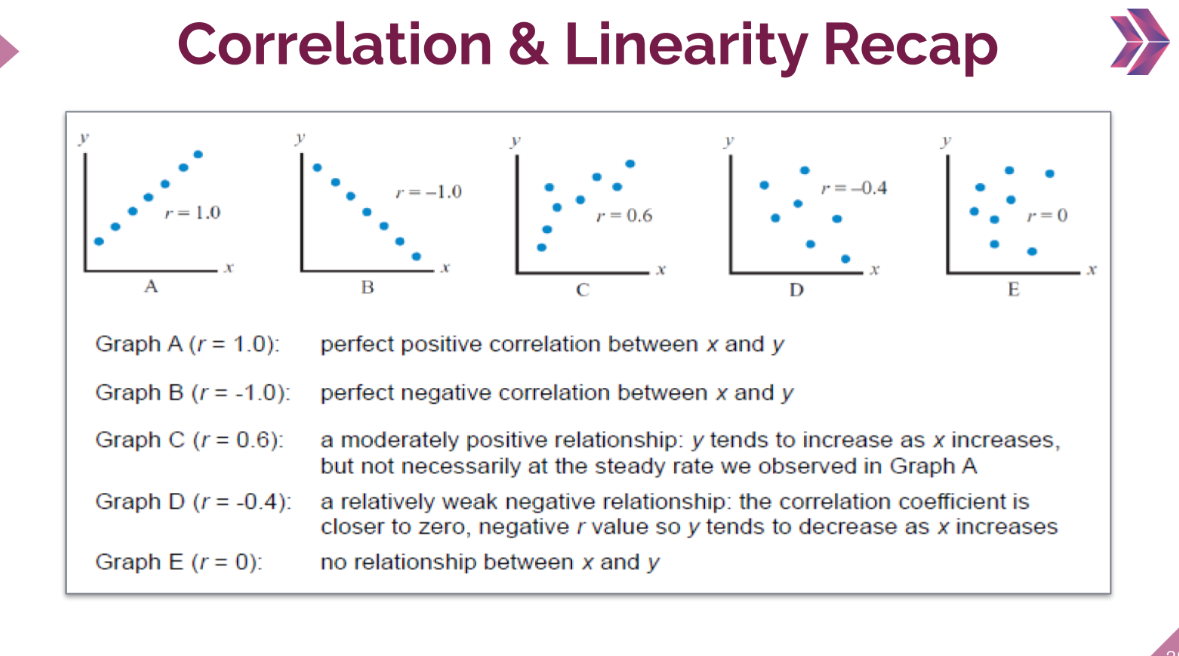 Correlation & Linearity Recap
y y y y y
r = 1.0 r = –1.0 r = 0.6 r = –0.4 r = 0
x x x x x
A B C D E
Graph A (r = 1.0): perfect positive correlation between x and y
Graph B (r = -1.0): perfect negative correlation between x and y
Graph C (r = 0.6): a moderately positive relationship: y tends to increase as x increases,
but not necessarily at the steady rate we observed in Graph A
Graph D (r = -0.4): a relatively weak negative relationship: the correlation coefficient is
closer to zero, negative r value so y tends to decrease as x increases
Graph E (r = 0): no relationship between x and y